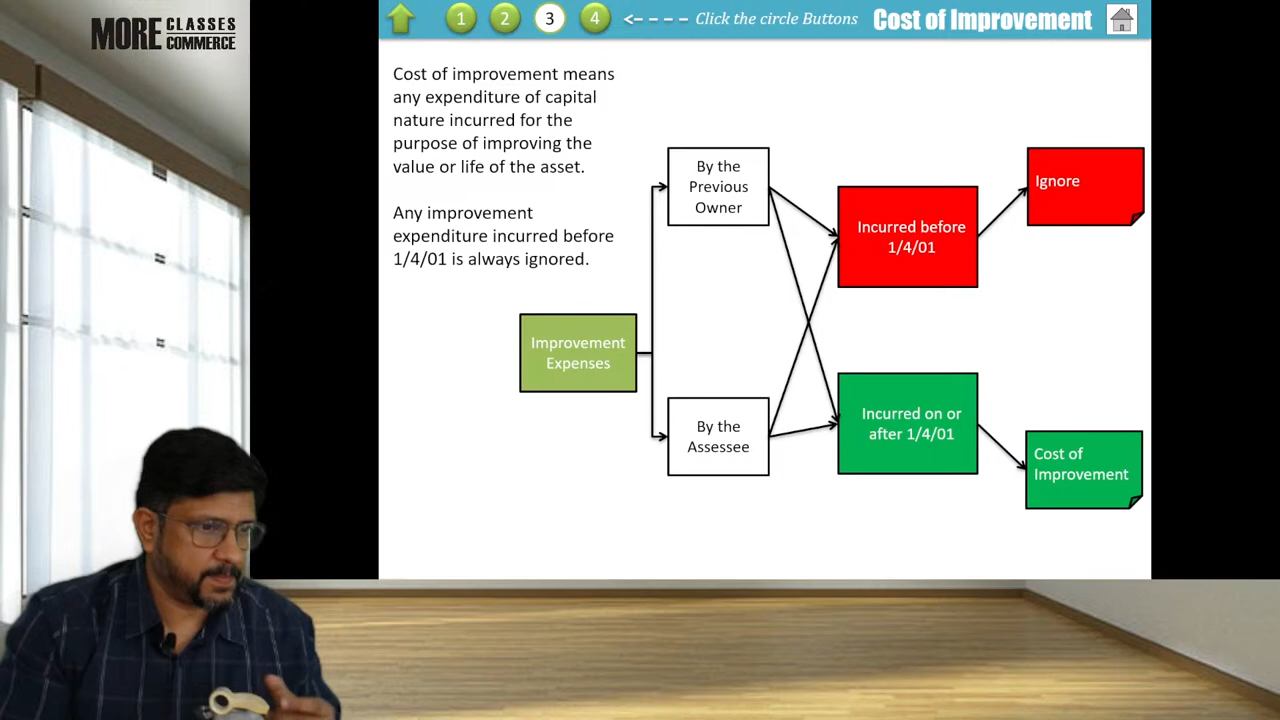 MORE CLASSES COMMERCE
1 2 3 4 Click the circle Buttons Cost of Improvement
Cost of improvement means
any expenditure of capital
nature incurred for the
purpose of improving the
value or life of the asset.
Any improvement
expenditure incurred before
1/4/01 is always ignored.
Improvement
Expenses
By the
Previous
Owner
By the
Assessee
Incurred before
1/4/01
Incurred on or
after 1/4/01
Ignore
Cost of
Improvement